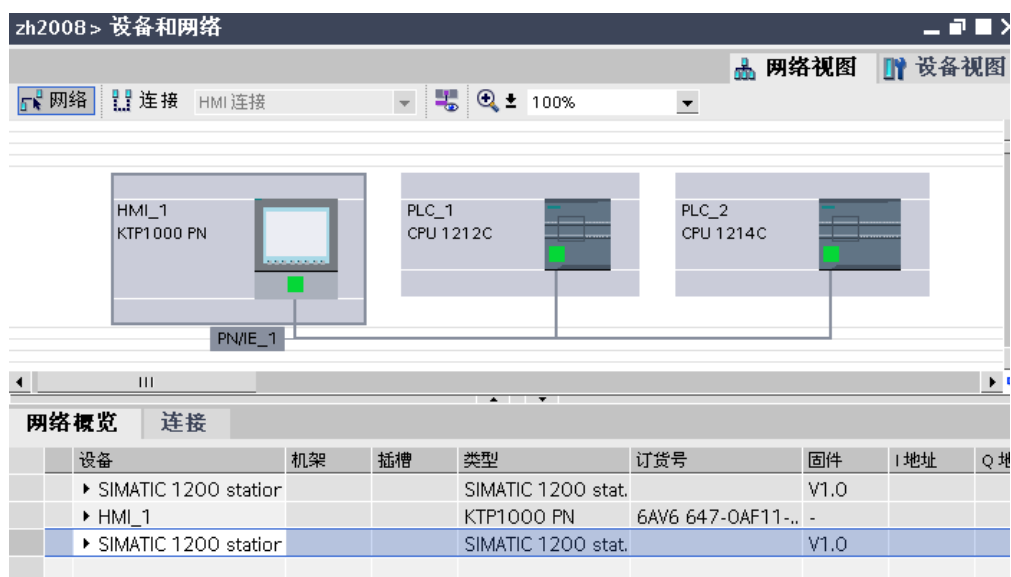 zh2008> 设备和网络
网络视图 设备视图
网络 连接 HMI 连接 100%
HMI_1 PLC_1 PLC_2
KTP1000 PN CPU 1212C CPU 1214C
PN/IE_1
网络概览 连接
设备 机架 插槽 类型 订货号 固件 I 地址 Q 地
SIMATIC 1200 station SIMATIC 1200 stat. V1.0
HMI_1 KTP1000 PN 6AV6 647-0AF11-.. -
SIMATIC 1200 station SIMATIC 1200 stat. V1.0